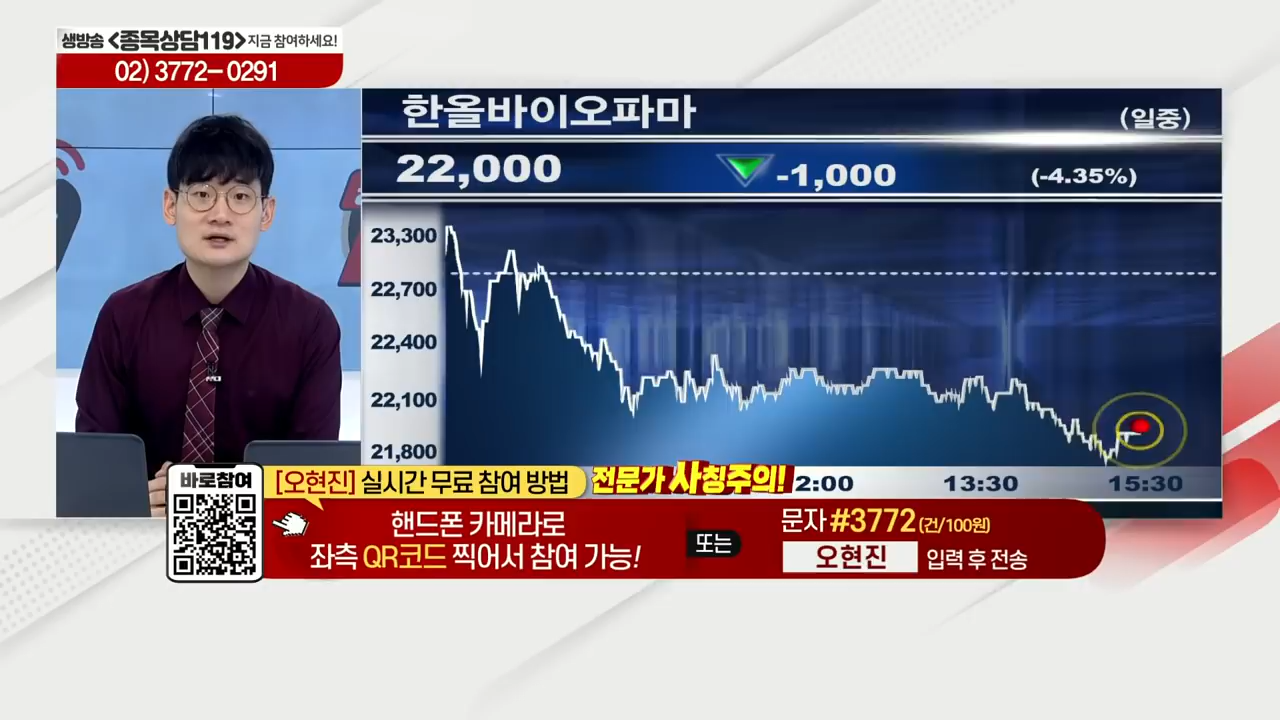 생방송 <종목상담119> 지금 참여하세요!
02) 3772-0291
한올바이오파마
(일중)
22,000 ▼ -1,000 (-4.35%)
23,300
22,700
22,400
22,100
21,800
2:00 13:30 15:30
바로참여
[오현진] 실시간 무료 참여 방법
전문가 사칭주의!
핸드폰 카메라로
좌측 QR코드 찍어서 참여 가능!
또는
문자 #3772 (건/100원)
오현진 입력 후 전송